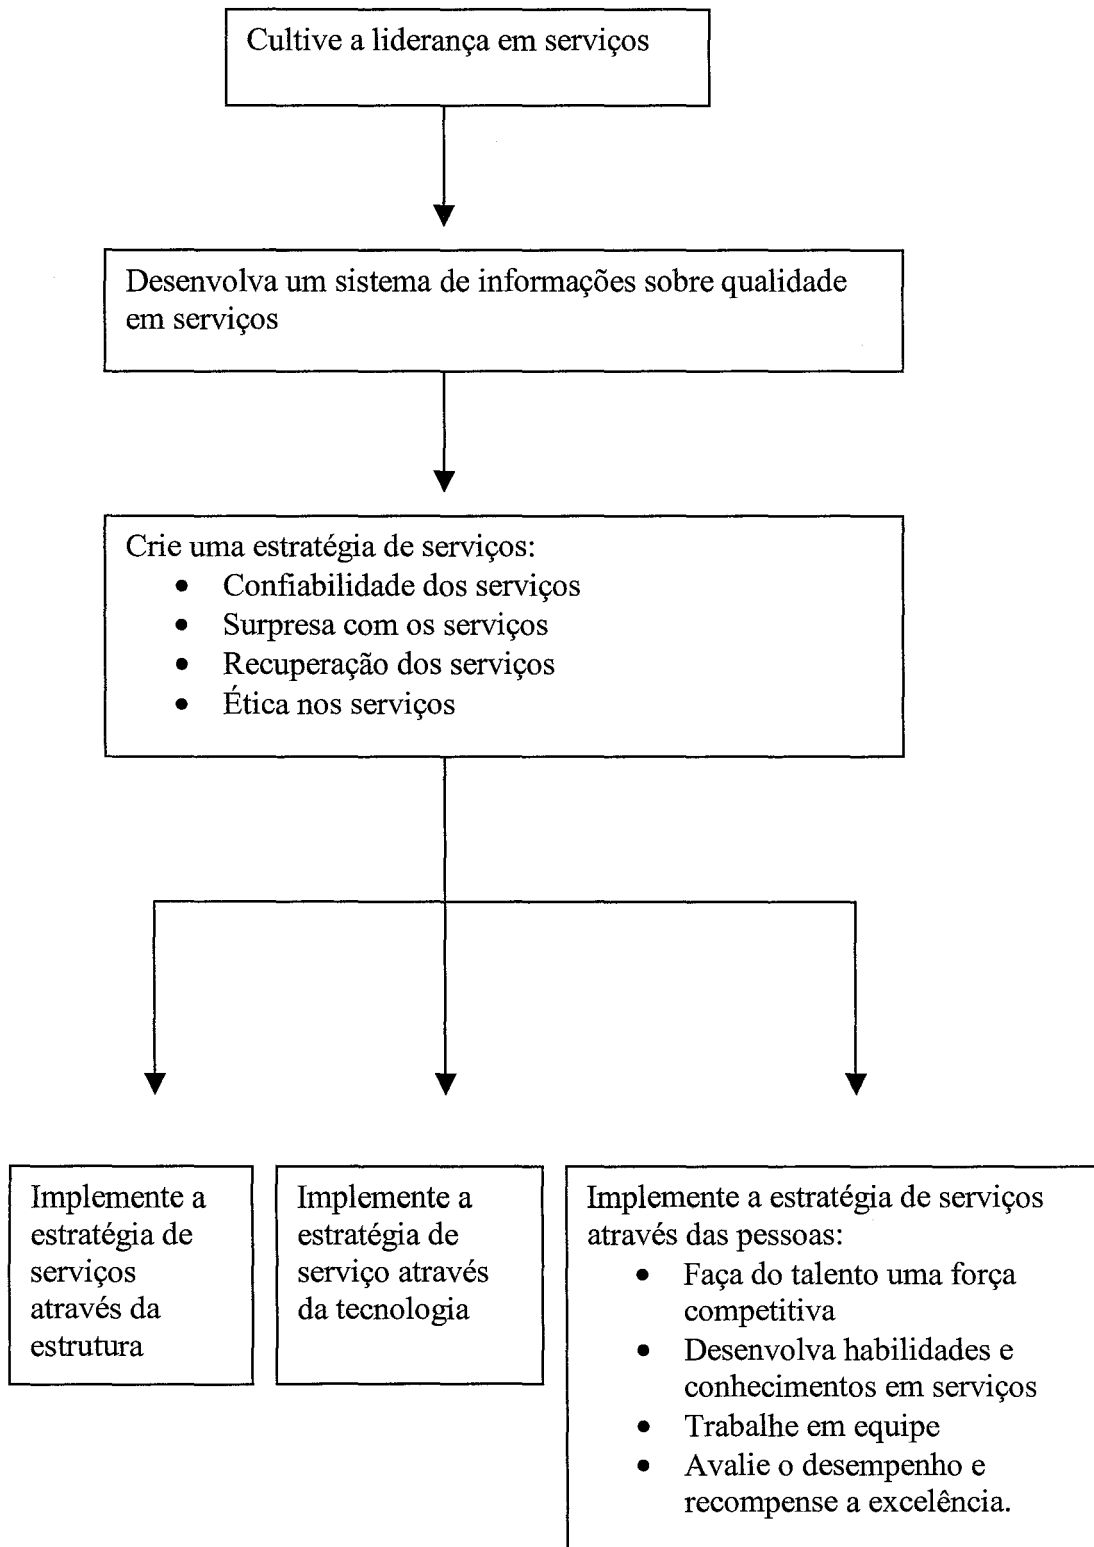 Cultive a liderança em serviços
Desenvolva um sistema de informações sobre qualidade
em serviços
Crie uma estratégia de serviços:
• Confiabilidade dos serviços
• Surpresa com os serviços
• Recuperação dos serviços
• Ética nos serviços
Implemente a
estratégia de
serviços
através da
estrutura
Implemente a
estratégia de
serviço através
da tecnologia
Implemente a estratégia de serviços
através das pessoas:
• Faça do talento uma força
competitiva
• Desenvolva habilidades e
conhecimentos em serviços
• Trabalhe em equipe
• Avalie o desempenho e
recompense a excelência.